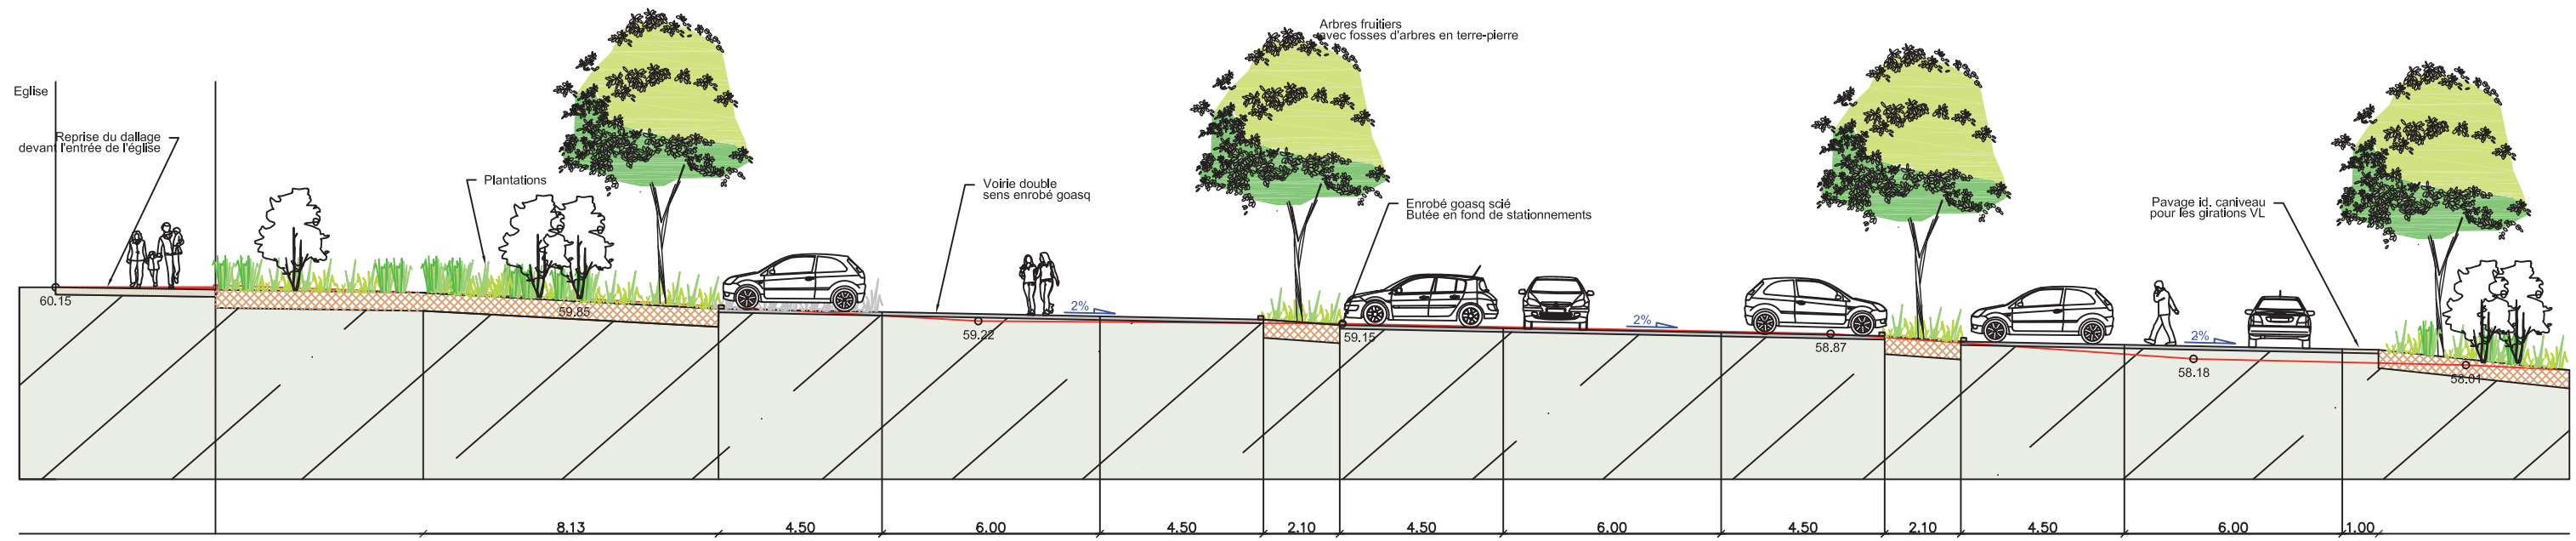 Arbres fruitiers
avec fosses d'arbres en terre-pierre
Eglise
Reprise du dallage
devant l'entrée de l'église
Plantations
Voirie double
sens enrobé goasq
Enrobé goasq scié
Butée en fond de stationnements
Pavage id. caniveau
pour les girations VL
60.15
59.85
2%
59.22
59.15
2%
58.87
2%
58.18
58.01
8.13
4.50
6.00
4.50
2.10
4.50
6.00
4.50
2.10
4.50
6.00
1.00